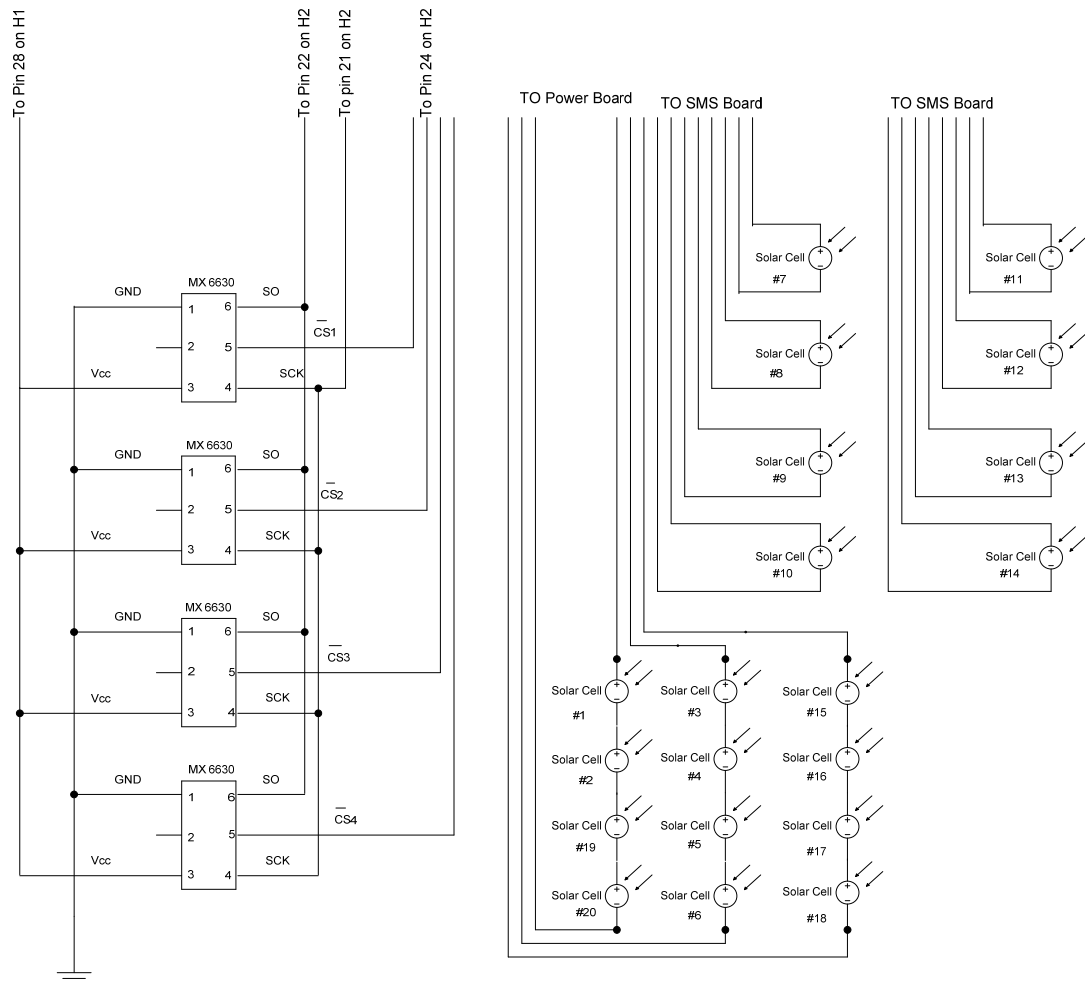 To Pin 28 on H1
To Pin 22 on H2
To pin 21 on H2
To Pin 24 on H2
TO Power Board
TO SMS Board
TO SMS Board
MX 6630
GND
1
6
SO
2
5
CS1
Vcc
3
4
SCK
MX 6630
GND
1
6
SO
2
5
CS2
Vcc
3
4
SCK
MX 6630
GND
1
6
SO
2
5
CS3
Vcc
3
4
SCK
MX 6630
GND
1
6
SO
2
5
CS4
Vcc
3
4
SCK
Solar Cell
#7
Solar Cell
#8
Solar Cell
#9
Solar Cell
#10
Solar Cell
#11
Solar Cell
#12
Solar Cell
#13
Solar Cell
#14
Solar Cell
#1
Solar Cell
#2
Solar Cell
#19
Solar Cell
#20
Solar Cell
#3
Solar Cell
#4
Solar Cell
#5
Solar Cell
#6
Solar Cell
#15
Solar Cell
#16
Solar Cell
#17
Solar Cell
#18